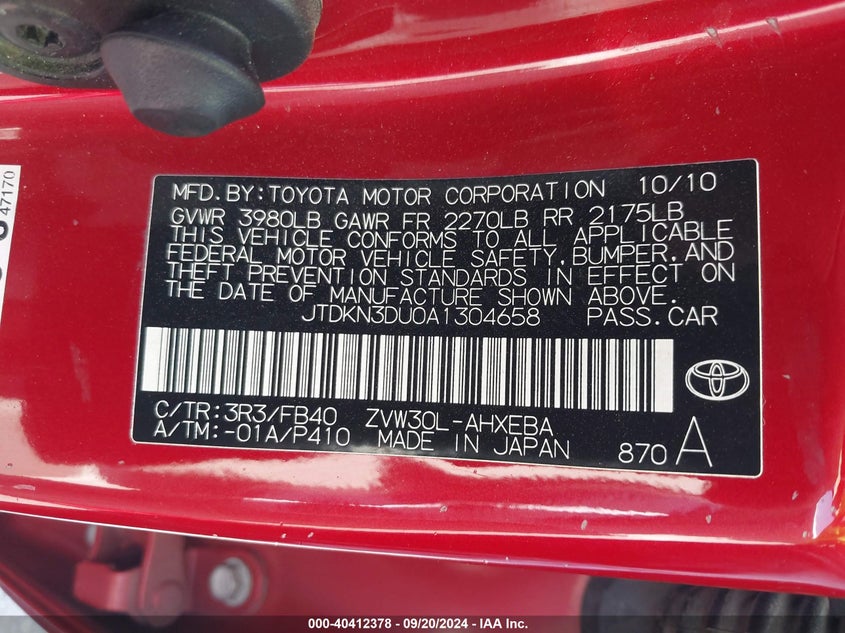 47170
MFD.BY:TOYOTA MOTOR CORPORATION 10/10
GVWR 3980LB GAWR FR 2270LB RR 2175LB
THIS VEHICLE CONFORMS TO ALL APPLICABLE
FEDERAL MOTOR VEHICLE SAFETY,BUMPER,AND
THEFT PREVENTION STANDARDS IN EFFECT ON
THE DATE OF MANUFACTURE SHOWN ABOVE.
JTDKN3DU0A1304658 PASS.CAR
C/TR:3R3/FB40 ZVW30L-AHXEBA
A/TM:-01A/P410 MADE IN JAPAN 870 A
000-40412378 - 09/20/2024 - IAA Inc.